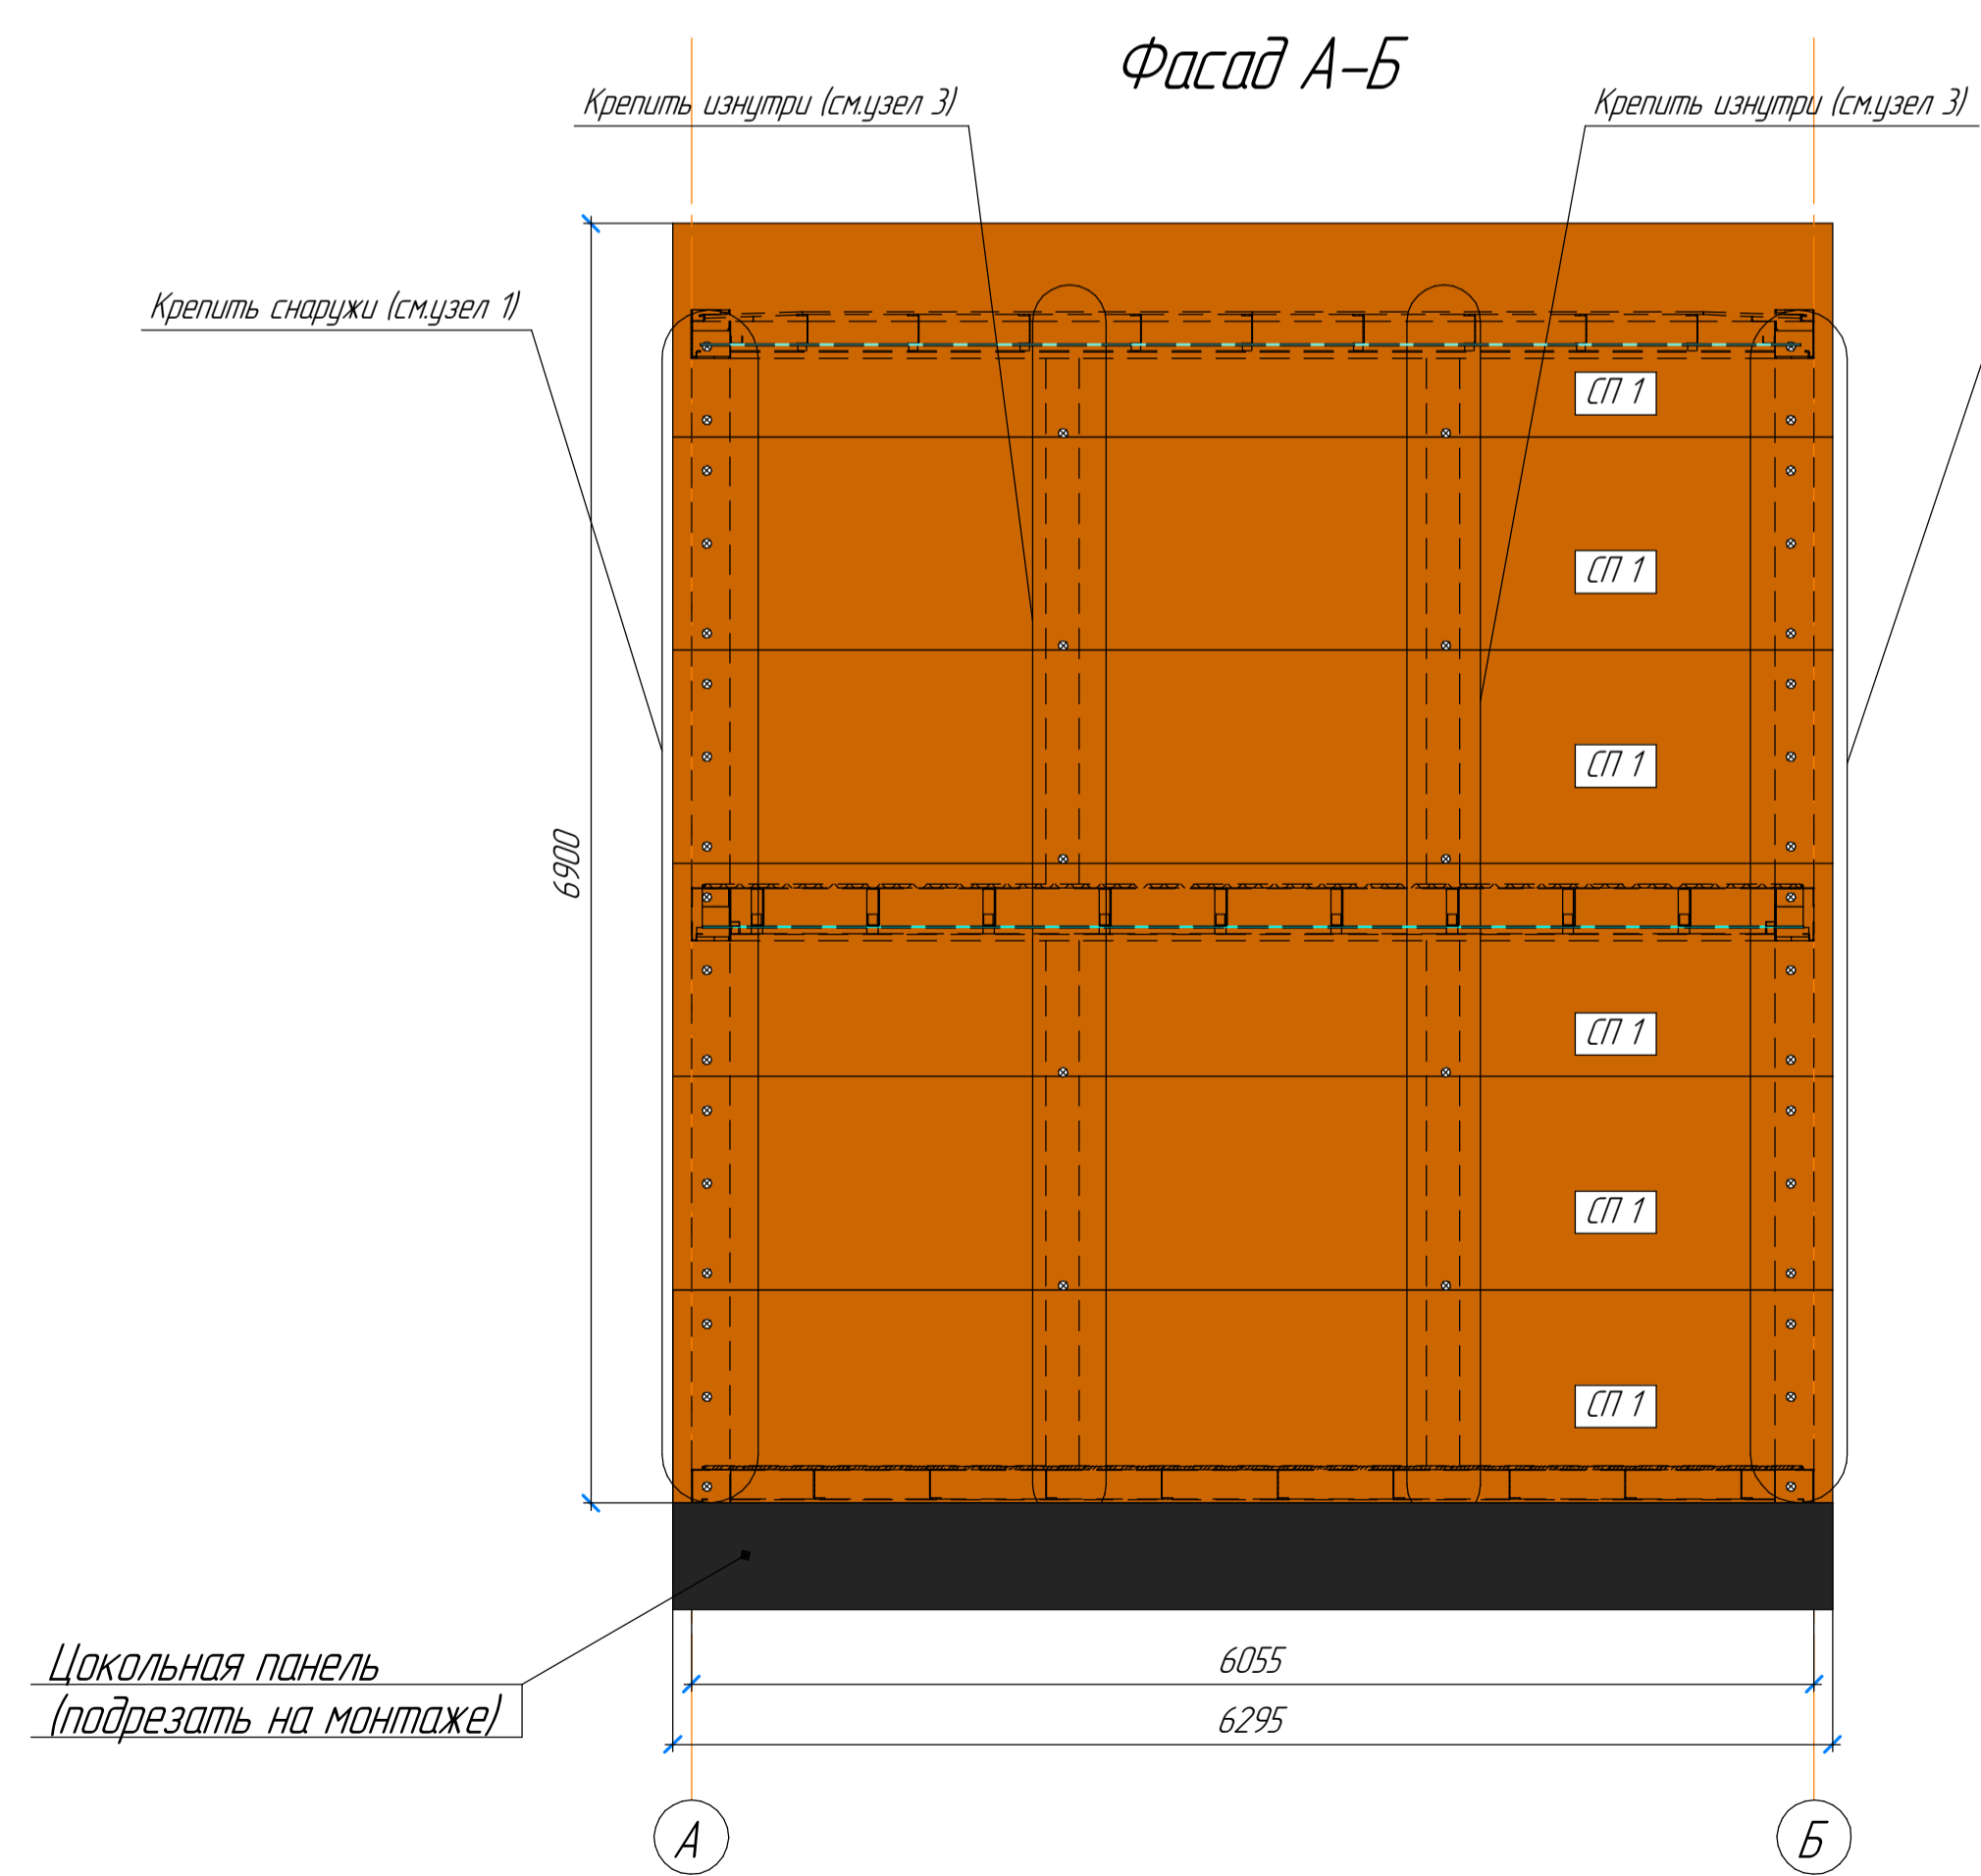 Фасад А-Б
Крепить изнутри (см.узел 3)
Крепить изнутри (см.узел 3)
Крепить снаружи (см.узел 1)
СП 1
СП 1
СП 1
6900
СП 1
СП 1
СП 1
Цокольная панель
(подрезать на монтаже)
6055
6295
А
Б